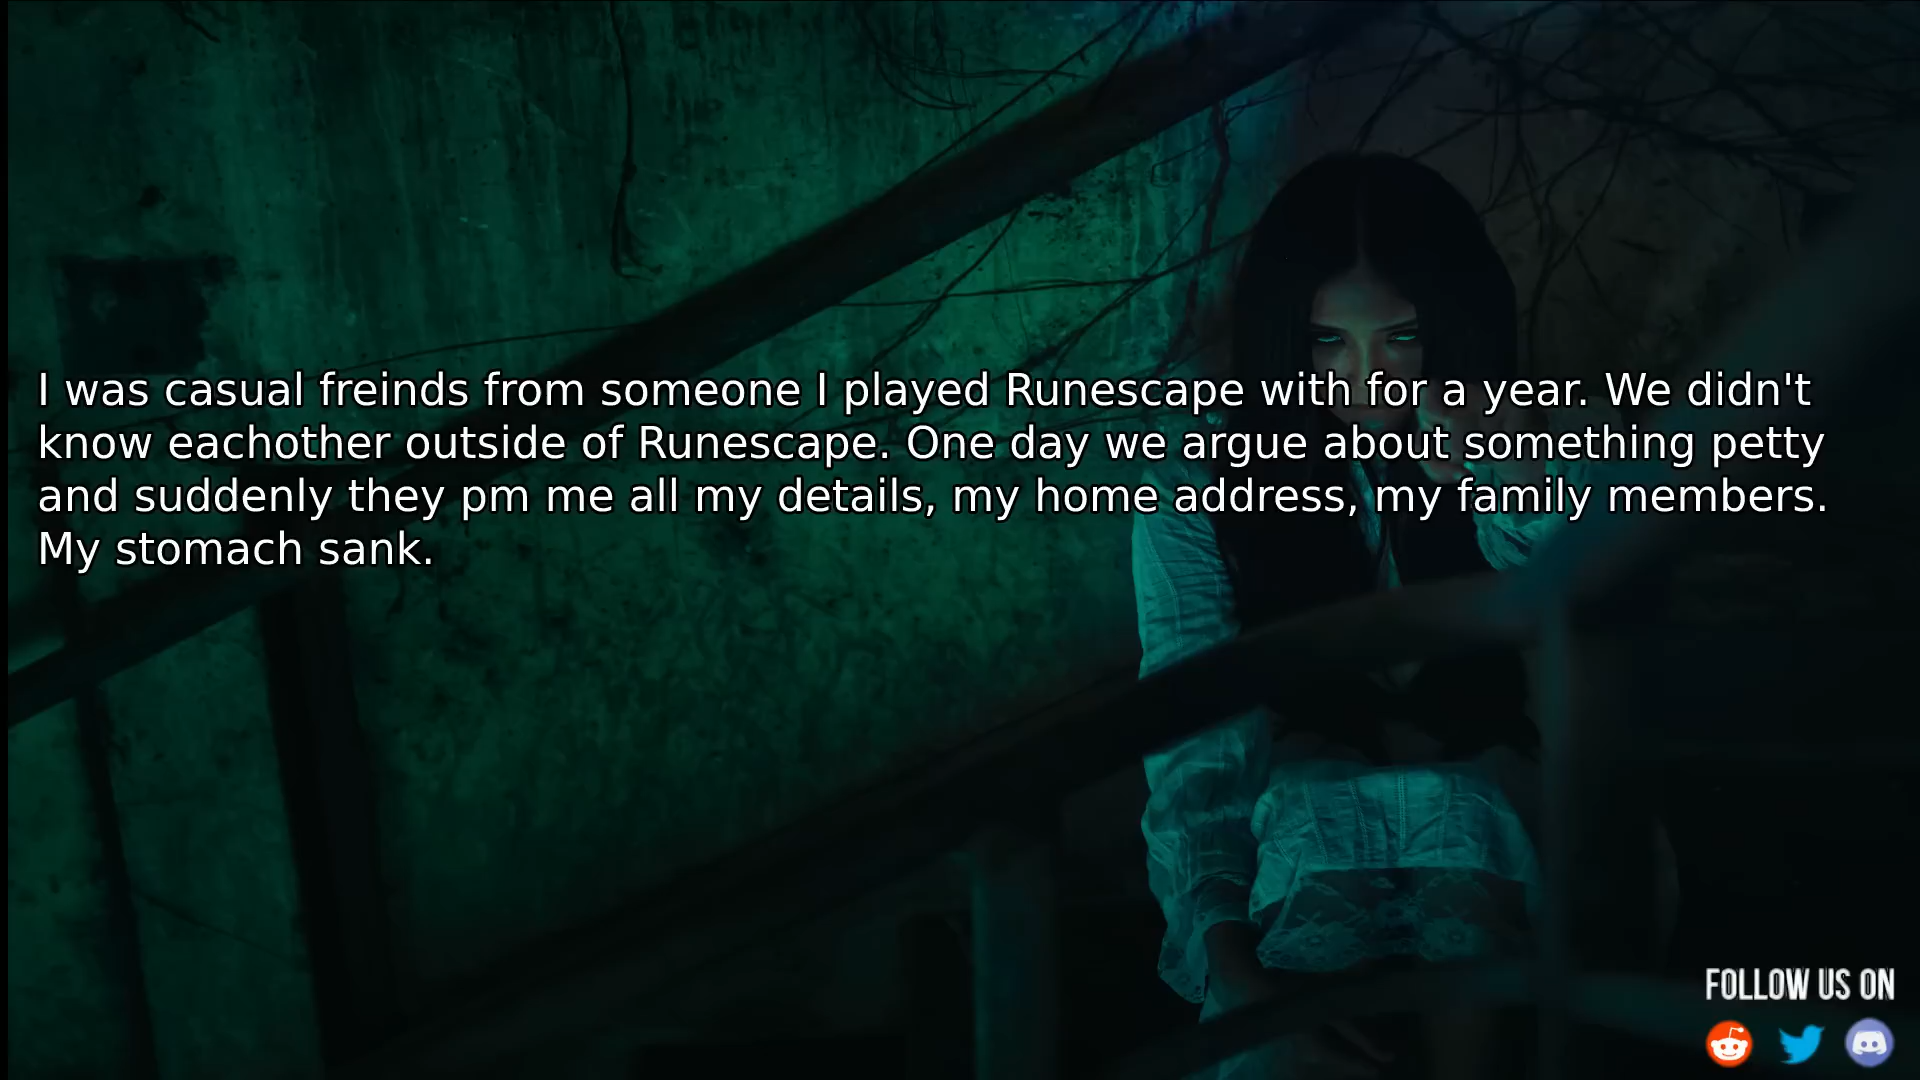 I was casual freinds from someone I played Runescape with for a year. We didn't
know eachother outside of Runescape. One day we argue about something petty
and suddenly they pm me all my details, my home address, my family members.
My stomach sank.
FOLLOW US ON